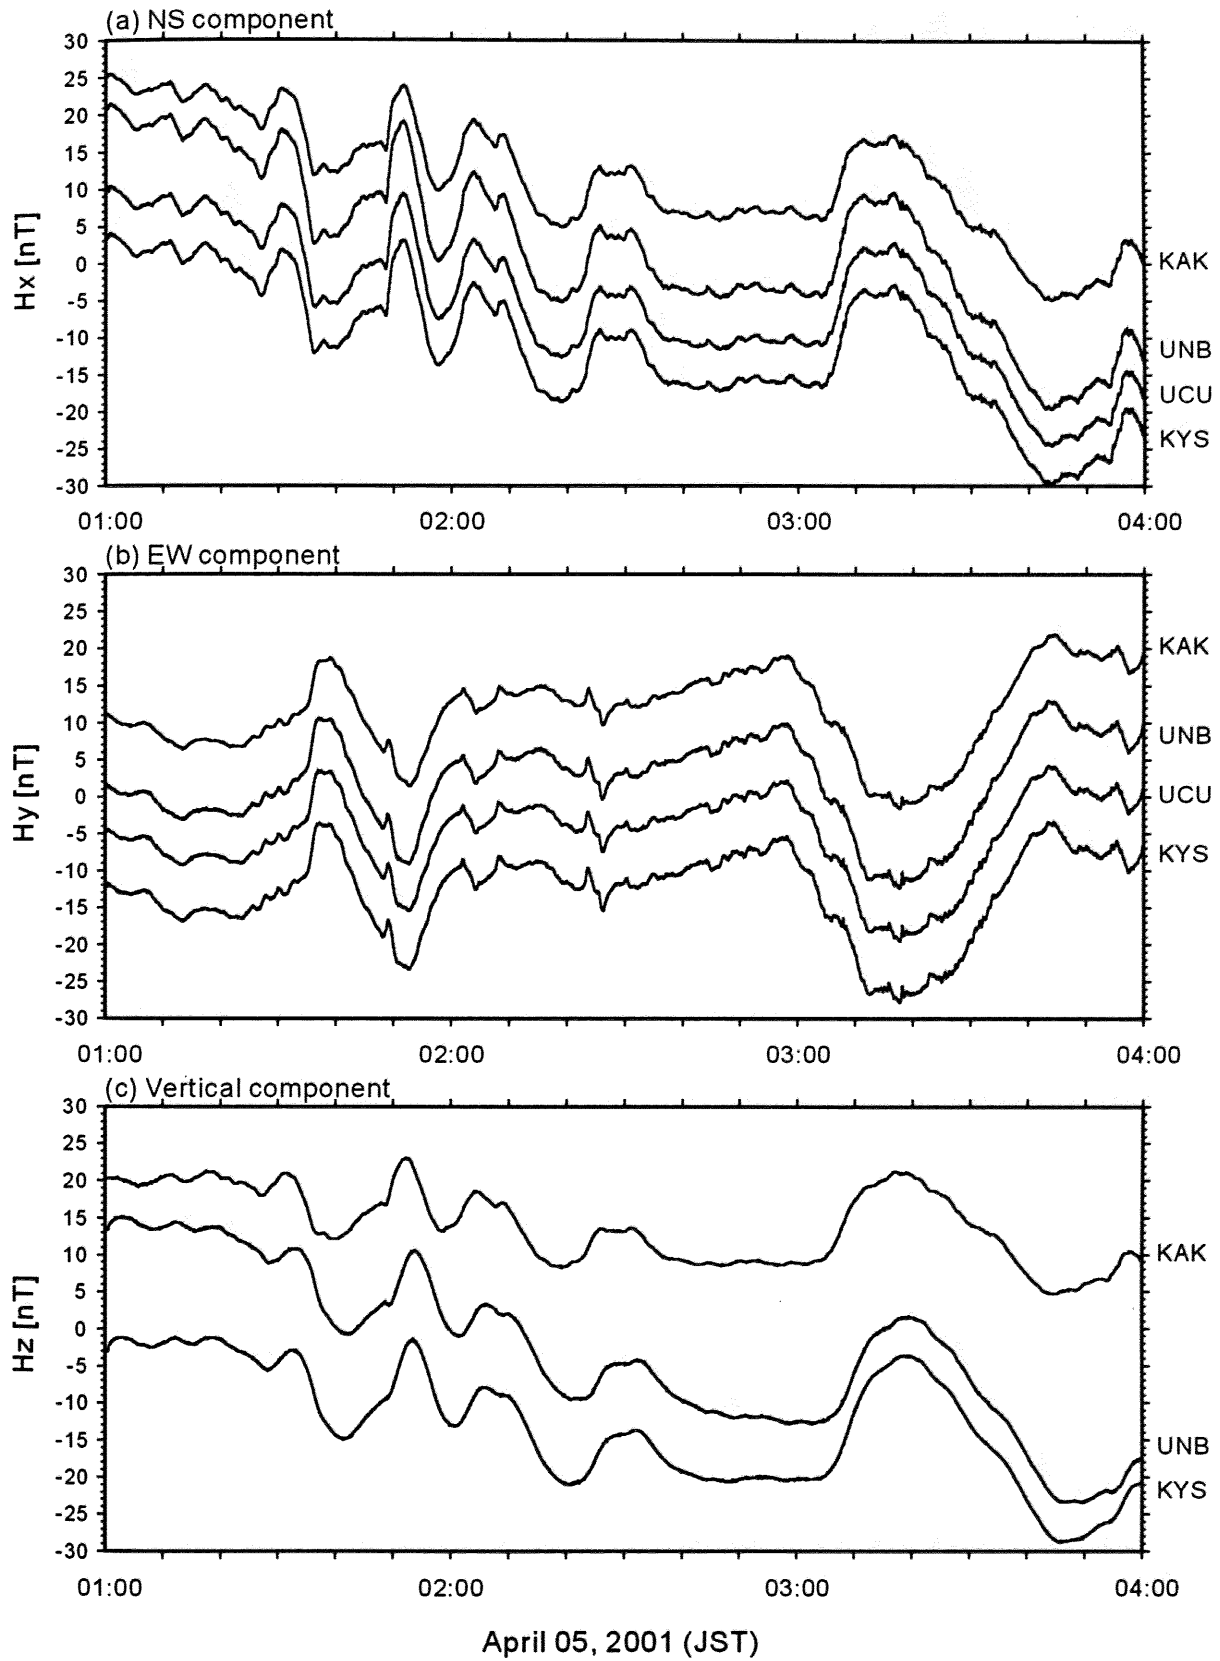 (a) NS component
30
25
20
15
10
5
0
-5
-10
-15
-20
-25
-30
Hx [nT]
KAK
UNB
UCU
KYS
01:00 02:00 03:00 04:00
(b) EW component
30
25
20
15
10
5
0
-5
-10
-15
-20
-25
-30
Hy [nT]
KAK
UNB
UCU
KYS
01:00 02:00 03:00 04:00
(c) Vertical component
30
25
20
15
10
5
0
-5
-10
-15
-20
-25
-30
Hz [nT]
KAK
UNB
KYS
01:00 02:00 03:00 04:00
April 05, 2001 (JST)